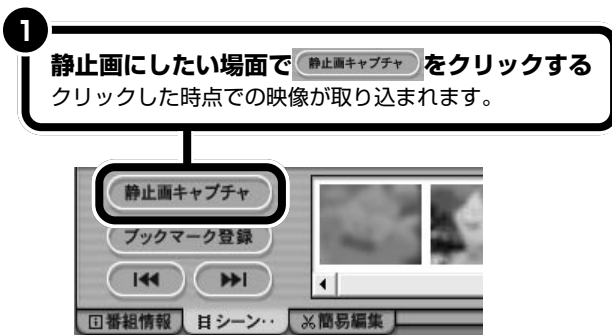 1
静止画にしたい場面で 静止画キャプチャ をクリックする
クリックした時点での映像が取り込まれます。
静止画キャプチャ
ブックマーク登録
番組情報 シーン‥ 簡易編集